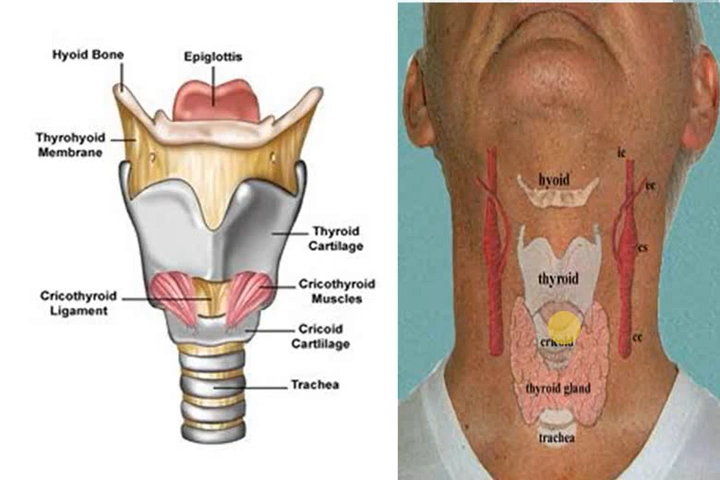 Hyoid Bone
Epiglottis
Thyrohyoid
Membrane
Thyroid
Cartilage
Cricothyroid
Muscles
Cricothyroid
Ligament
Cricoid
Cartlilage
Trachea
ic
ec
hyoid
cs
thyroid
cricoid
cc
thyroid gland
trachea